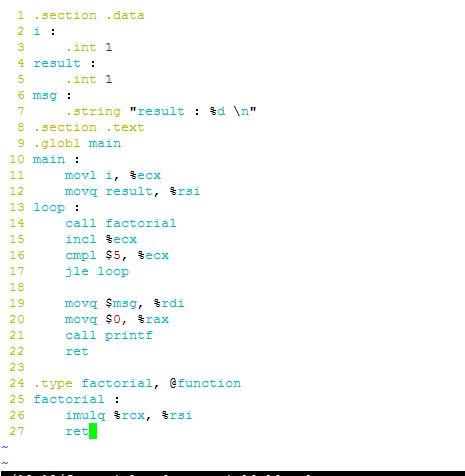 1 .section .data
2 i :
3     .int 1
4 result :
5     .int 1
6 msg :
7     .string "result : %d \n"
8 .section .text
9 .globl main
10 main :
11     movl i, %ecx
12     movq result, %rsi
13 loop :
14     call factorial
15     incl %ecx
16     cmpl $5, %ecx
17     jle loop
18
19     movq $msg, %rdi
20     movq $0, %rax
21     call printf
22     ret
23
24 .type factorial, @function
25 factorial :
26     imulq %rcx, %rsi
27     ret
~
~